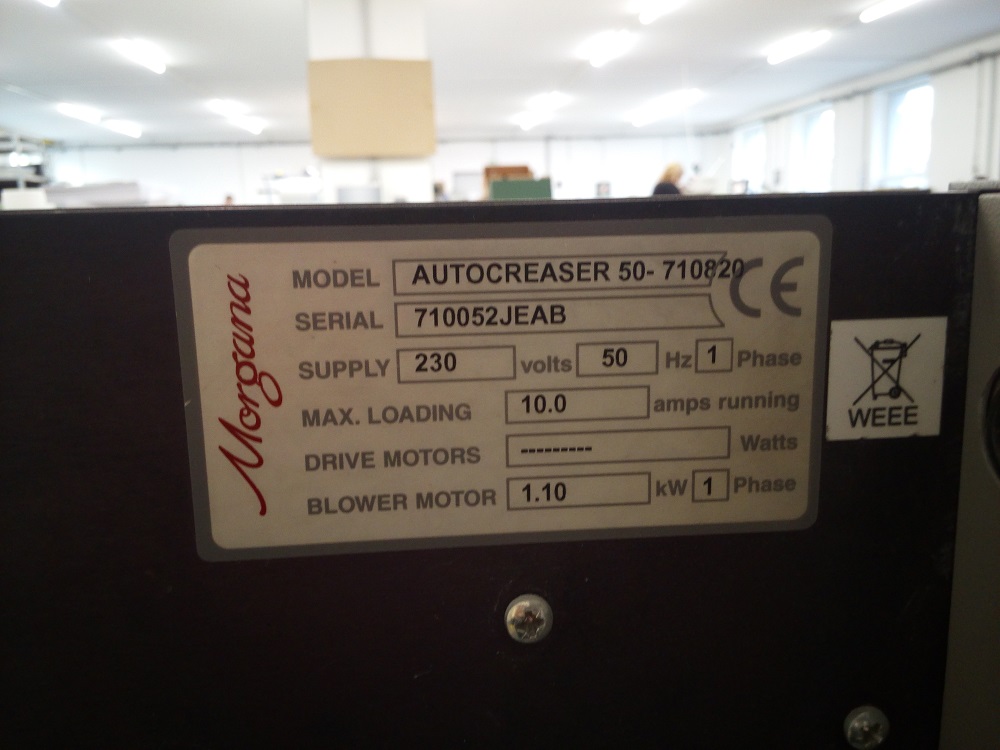 Morgana
MODEL AUTOCREASER 50- 710820 CE
SERIAL 710052JEAB
SUPPLY 230 volts 50 Hz 1 Phase
MAX. LOADING 10.0 amps running
DRIVE MOTORS --------- Watts
BLOWER MOTOR 1.10 kW 1 Phase
WEEE